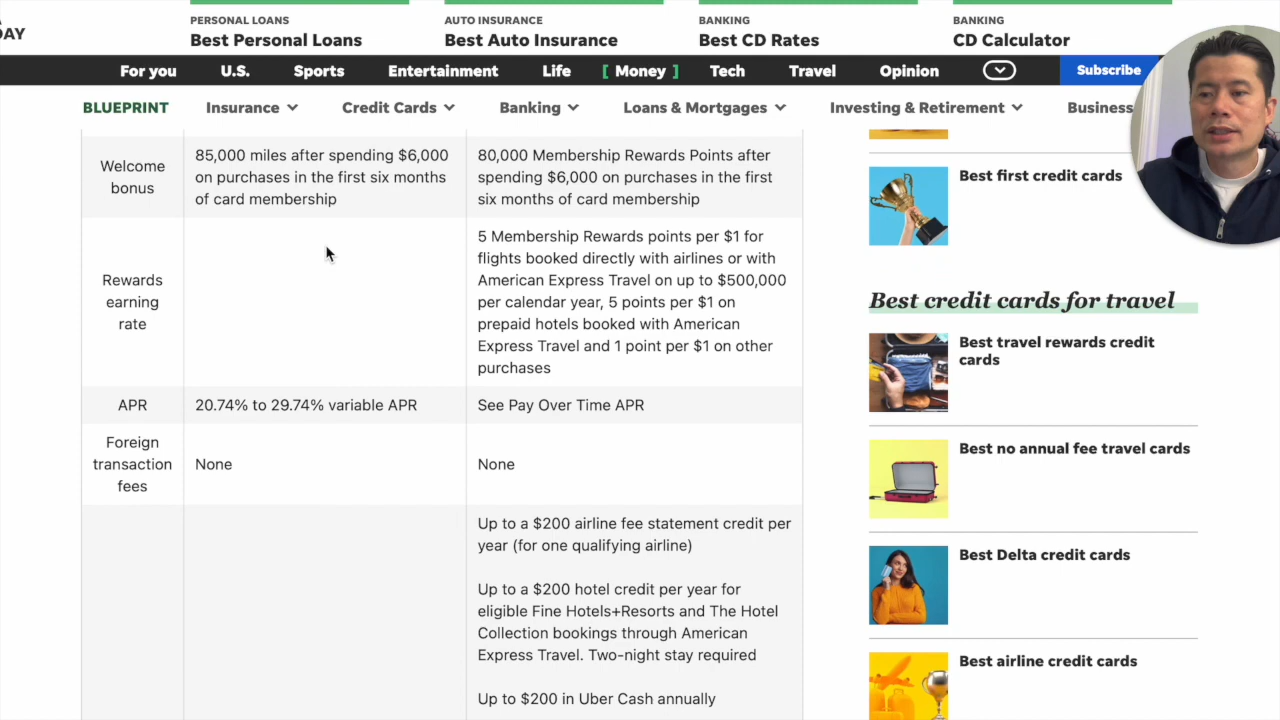 DAY
PERSONAL LOANS
Best Personal Loans
AUTO INSURANCE
Best Auto Insurance
BANKING
Best CD Rates
BANKING
CD Calculator
For you
U.S.
Sports
Entertainment
Life
[ Money ]
Tech
Travel
Opinion
Subscribe
BLUEPRINT
Insurance
Credit Cards
Banking
Loans & Mortgages
Investing & Retirement
Business
Welcome
bonus
85,000 miles after spending $6,000
on purchases in the first six months
of card membership
80,000 Membership Rewards Points after
spending $6,000 on purchases in the first
six months of card membership
Rewards
earning
rate
5 Membership Rewards points per $1 for
flights booked directly with airlines or with
American Express Travel on up to $500,000
per calendar year, 5 points per $1 on
prepaid hotels booked with American
Express Travel and 1 point per $1 on other
purchases
APR
20.74% to 29.74% variable APR
See Pay Over Time APR
Foreign
transaction
fees
None
None
Up to a $200 airline fee statement credit per
year (for one qualifying airline)
Up to a $200 hotel credit per year for
eligible Fine Hotels+Resorts and The Hotel
Collection bookings through American
Express Travel. Two-night stay required
Up to $200 in Uber Cash annually
Best first credit cards
Best credit cards for travel
Best travel rewards credit
cards
Best no annual fee travel cards
Best Delta credit cards
Best airline credit cards